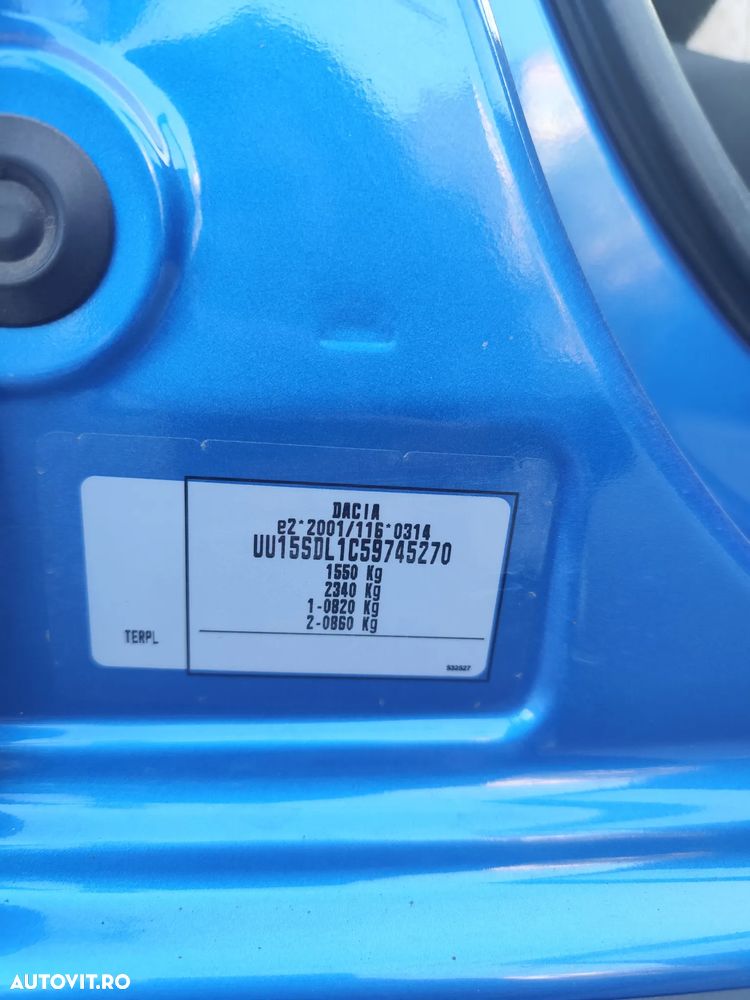 DACIA
e2*2001/116*0314
UU15SDL1C59745270
1550 Kg
2340 Kg
1-0820 Kg
2-0860 Kg
TERPL
532527
AUTOVIT.RO